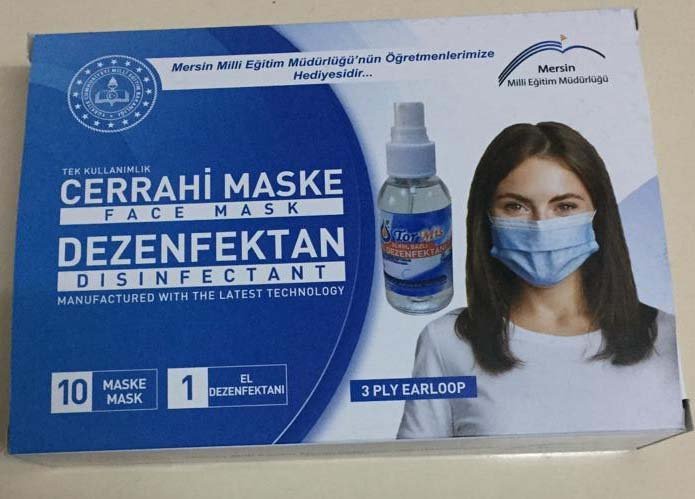 Mersin Milli Eğitim Müdürlüğü'nün Öğretmenlerimize
Hediyesidir...
Mersin
Milli Eğitim Müdürlüğü
TEK KULLANIMLIK
CERRAHİ MASKE
FACE MASK
DEZENFEKTAN
DISINFECTANT
MANUFACTURED WITH THE LATEST TECHNOLOGY
DEZENFEKTANI
10 MASKE
MASK
1 EL
DEZENFEKTANI
3 PLY EARLOOP